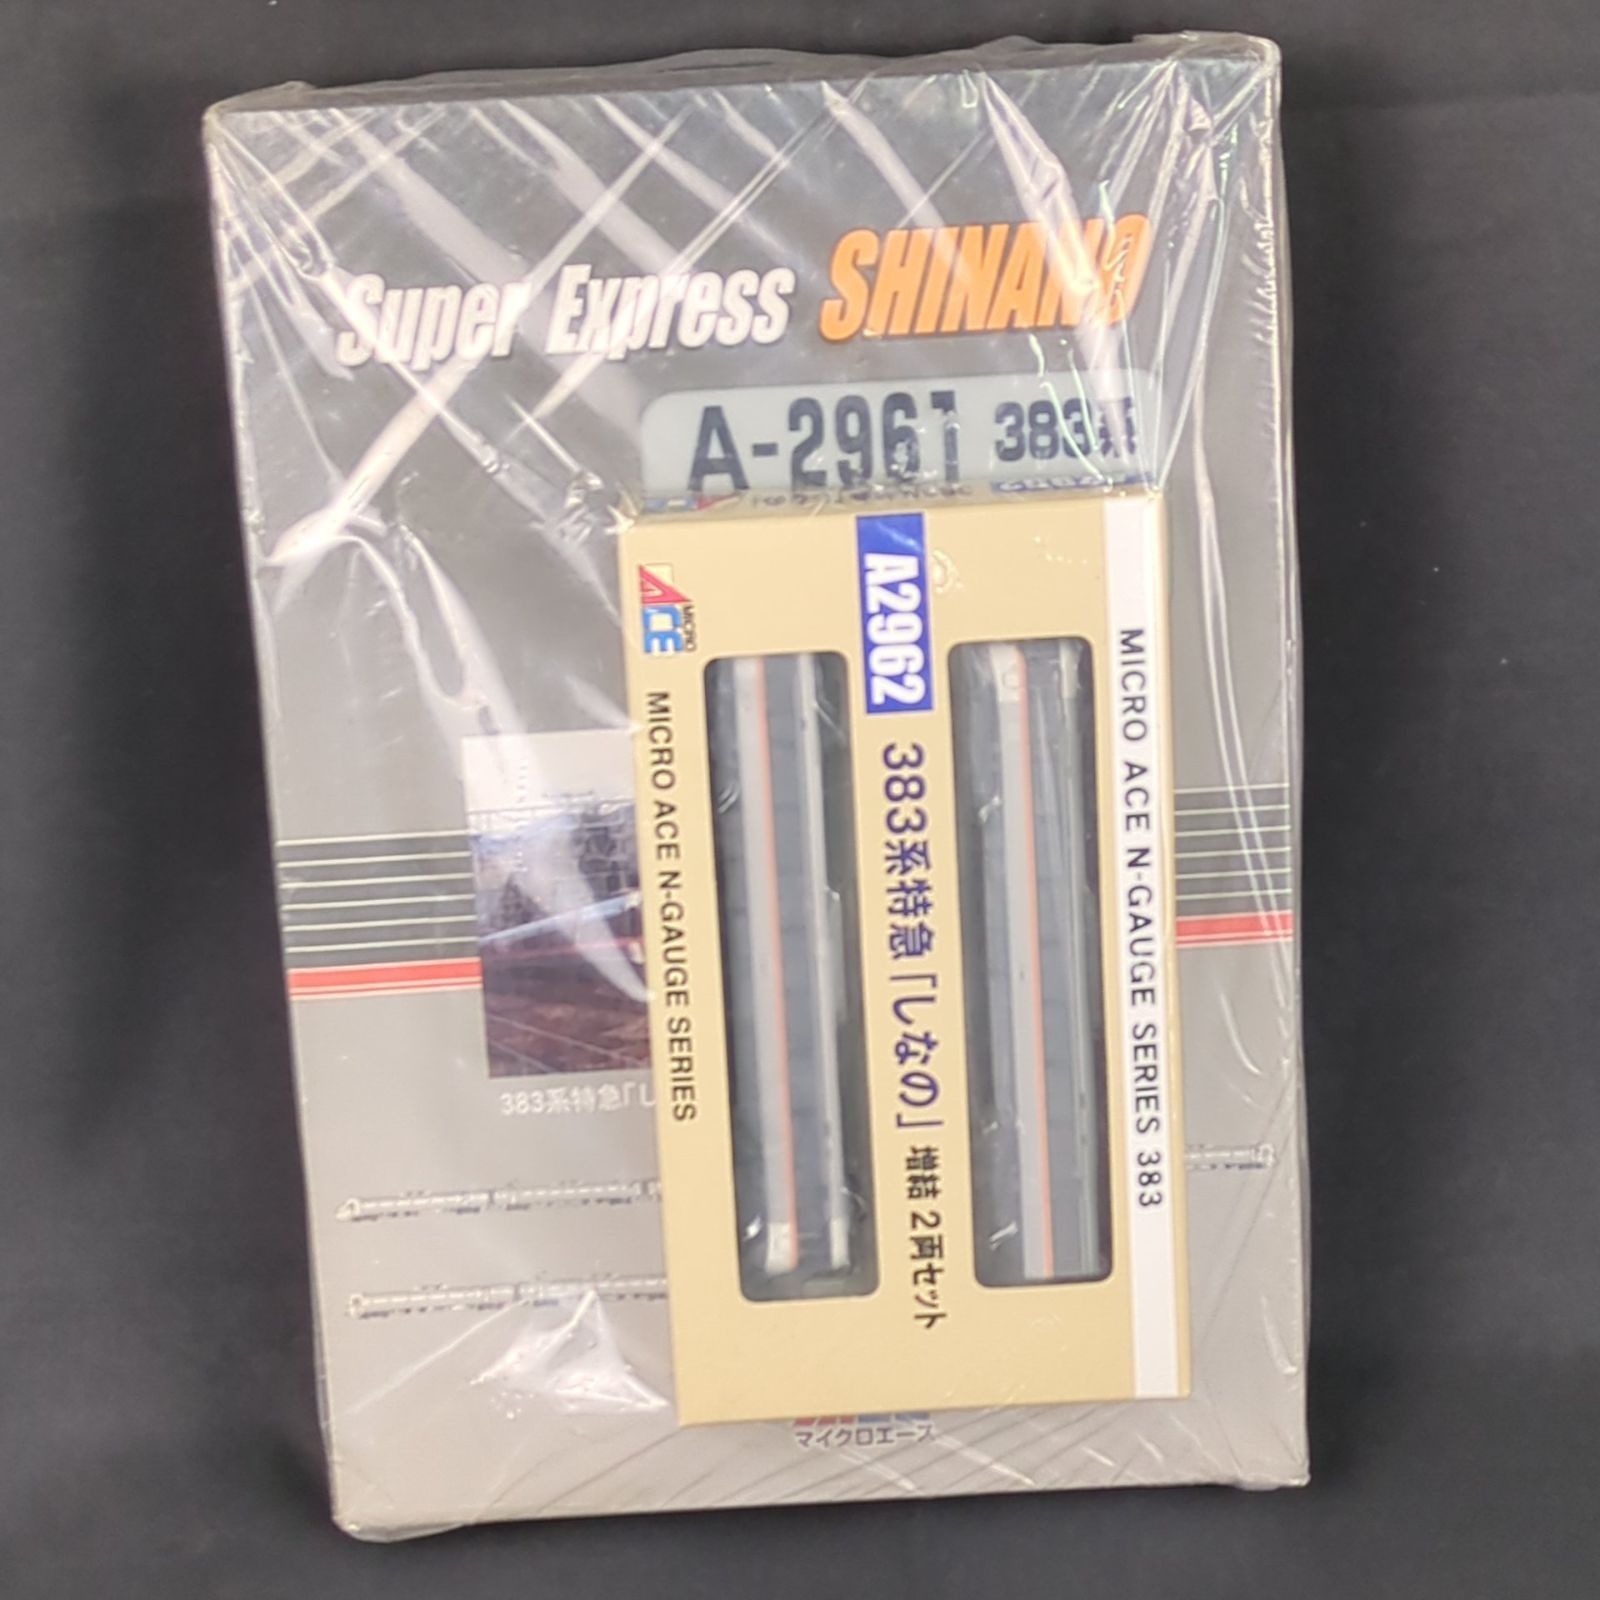 Super Express SHINANO
A-2961 383系
MICRO ACE
MICRO ACE N-GAUGE SERIES
A2962 383系特急「しなの」増結2両セット
MICRO ACE N-GAUGE SERIES 383
383系特急「し
マイクロエース